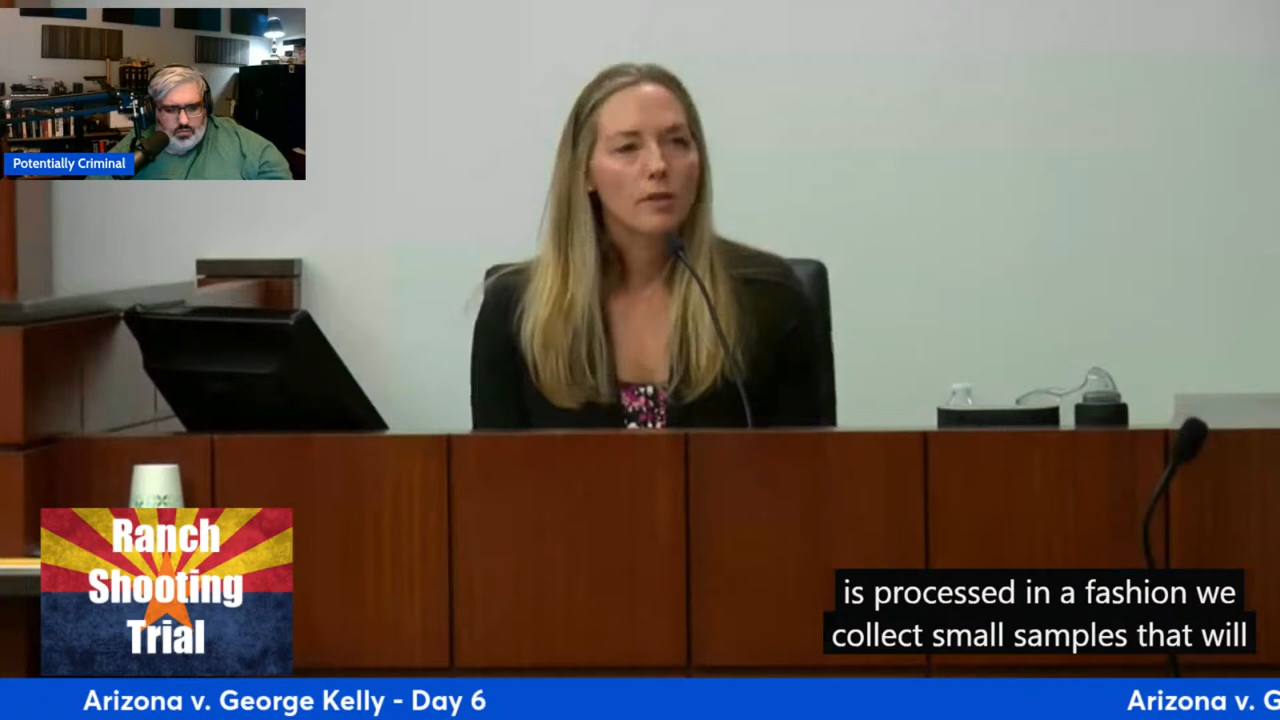 Potentially Criminal
Ranch
Shooting
Trial
is processed in a fashion we
collect small samples that will
Arizona v. George Kelly - Day 6
Arizona v. G